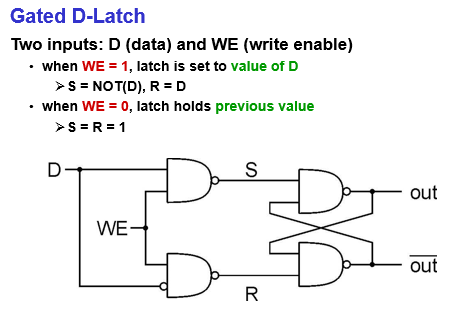 Gated D-Latch
Two inputs: D (data) and WE (write enable)
• when WE = 1, latch is set to value of D
➢ S = NOT(D), R = D
• when WE = 0, latch holds previous value
➢ S = R = 1
D
S
out
WE
out
R